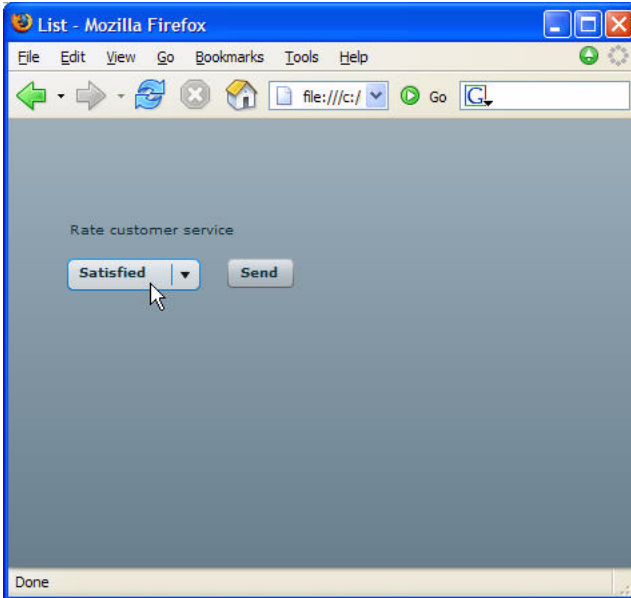 List - Mozilla Firefox
File Edit View Go Bookmarks Tools Help
file:///c:/ Go G
Rate customer service
Satisfied Send
Done